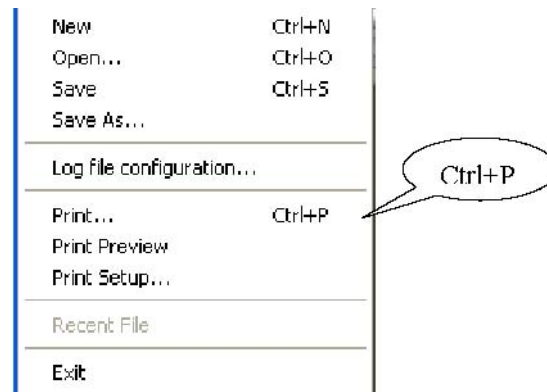 New Ctrl+N
Open... Ctrl+O
Save Ctrl+S
Save As...
Log file configuration...
Print... Ctrl+P
Ctrl+P
Print Preview
Print Setup...
Recent File
Exit